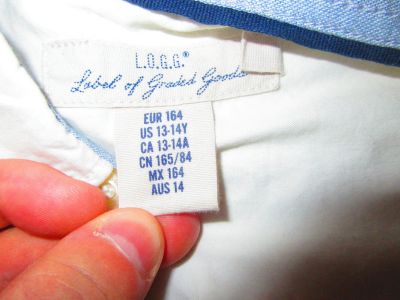 L.O.G.G.®
Label of Graded Goods
EUR 164
US 13-14Y
CA 13-14A
CN 165/84
MX 164
AUS 14